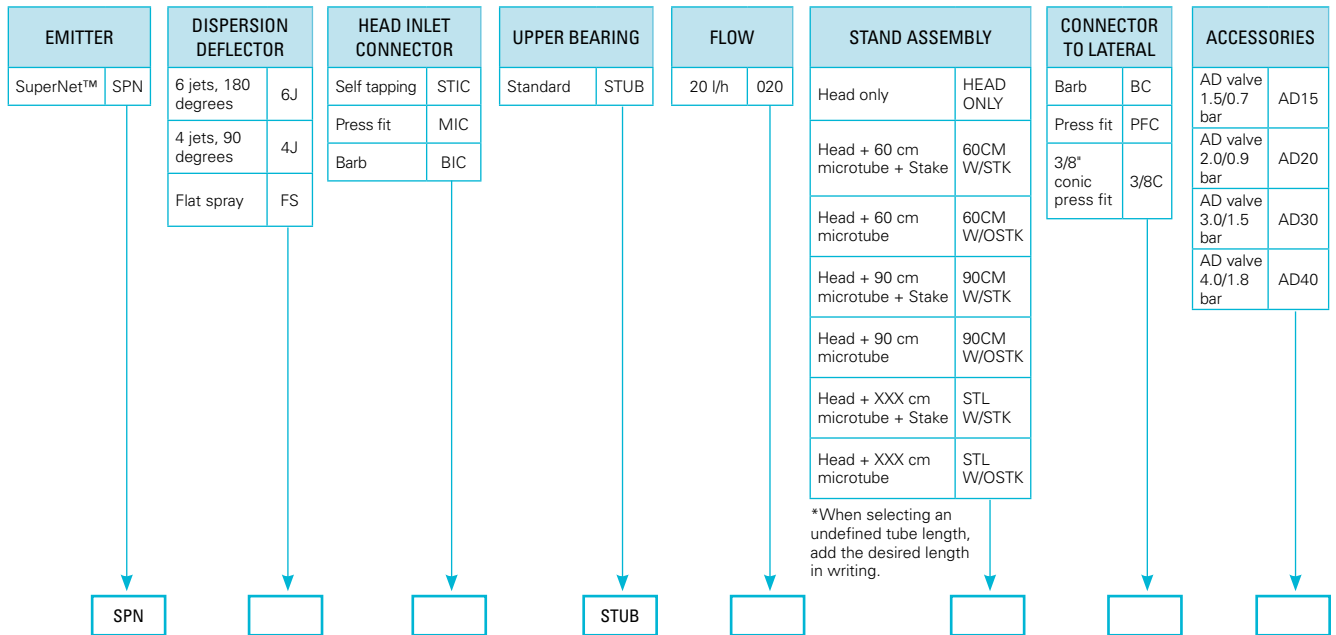 EMITTER
SuperNet™ SPN
DISPERSION
DEFLECTOR
6 jets, 180
degrees
6J
4 jets, 90
degrees
4J
Flat spray FS
HEAD INLET
CONNECTOR
Self tapping STIC
Press fit MIC
Barb BIC
UPPER BEARING
Standard STUB
FLOW
20 l/h 020
STAND ASSEMBLY
Head only
HEAD
ONLY
Head + 60 cm
microtube + Stake
60CM
W/STK
Head + 60 cm
microtube
60CM
W/OSTK
Head + 90 cm
microtube + Stake
90CM
W/STK
Head + 90 cm
microtube
90CM
W/OSTK
Head + XXX cm
microtube + Stake
STL
W/STK
Head + XXX cm
microtube
STL
W/OSTK
*When selecting an
undefined tube length,
add the desired length
in writing.
CONNECTOR
TO LATERAL
Barb BC
Press fit PFC
3/8"
conic
press fit
3/8C
ACCESSORIES
AD valve
1.5/0.7
bar
AD15
AD valve
2.0/0.9
bar
AD20
AD valve
3.0/1.5
bar
AD30
AD valve
4.0/1.8
bar
AD40
SPN
STUB